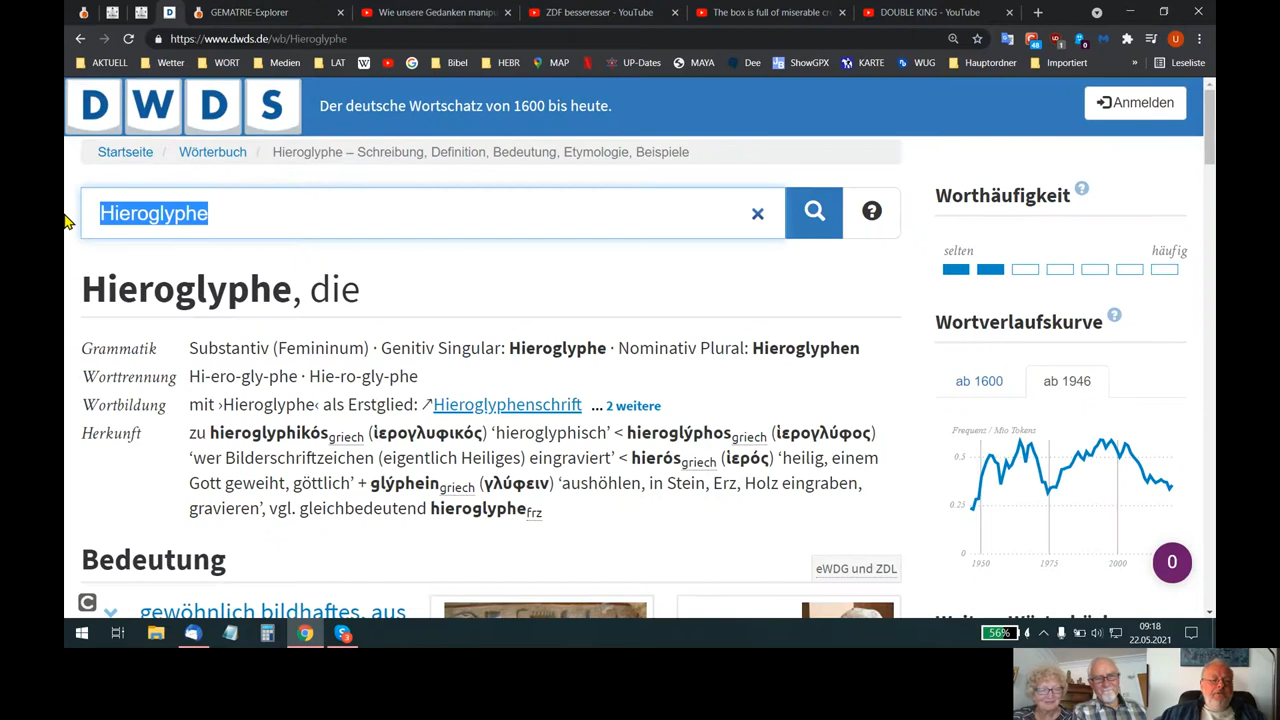 GEMATRIE-Explorer
Wie unsere Gedanken manip
ZDF besseresser - YouTube
The box is full of miserable cr
DOUBLE KING - YouTube
https://www.dwds.de/wb/Hieroglyphe
48
1
0
U
AKTUELL
Wetter
WORT
Medien
LAT
Bibel
HEBR
MAP
UP-Dates
MAYA
Dee
ShowGPX
KARTE
WUG
Hauptordner
Importiert
»
Leseliste
D W D S
Der deutsche Wortschatz von 1600 bis heute.
Anmelden
Startseite / Wörterbuch / Hieroglyphe – Schreibung, Definition, Bedeutung, Etymologie, Beispiele
Hieroglyphe
Hieroglyphe, die
Grammatik Substantiv (Femininum) · Genitiv Singular: Hieroglyphe · Nominativ Plural: Hieroglyphen
Worttrennung Hi-ero-gly-phe · Hie-ro-gly-phe
Wortbildung mit ›Hieroglyphe‹ als Erstglied: ↗Hieroglyphenschrift ... 2 weitere
Herkunft zu hieroglyphikós griech (ἱερογλυφικός) ‘hieroglyphisch’ < hieroglýphos griech (ἱερογλύφος)
‘wer Bilderschriftzeichen (eigentlich Heiliges) eingraviert’ < hierós griech (ἱερός) ‘heilig, einem
Gott geweiht, göttlich’ + glýphein griech (γλύφειν) ‘aushöhlen, in Stein, Erz, Holz eingraben,
gravieren’, vgl. gleichbedeutend hieroglyphe frz
Bedeutung
eWDG und ZDL
C
gewöhnlich bildhaftes, aus
Worthäufigkeit ?
selten häufig
Wortverlaufskurve ?
ab 1600 ab 1946
Frequenz / Mio Tokens
0.5
0.25
0
1950 1975 2000
0
56%
09:18
22.05.2021
3